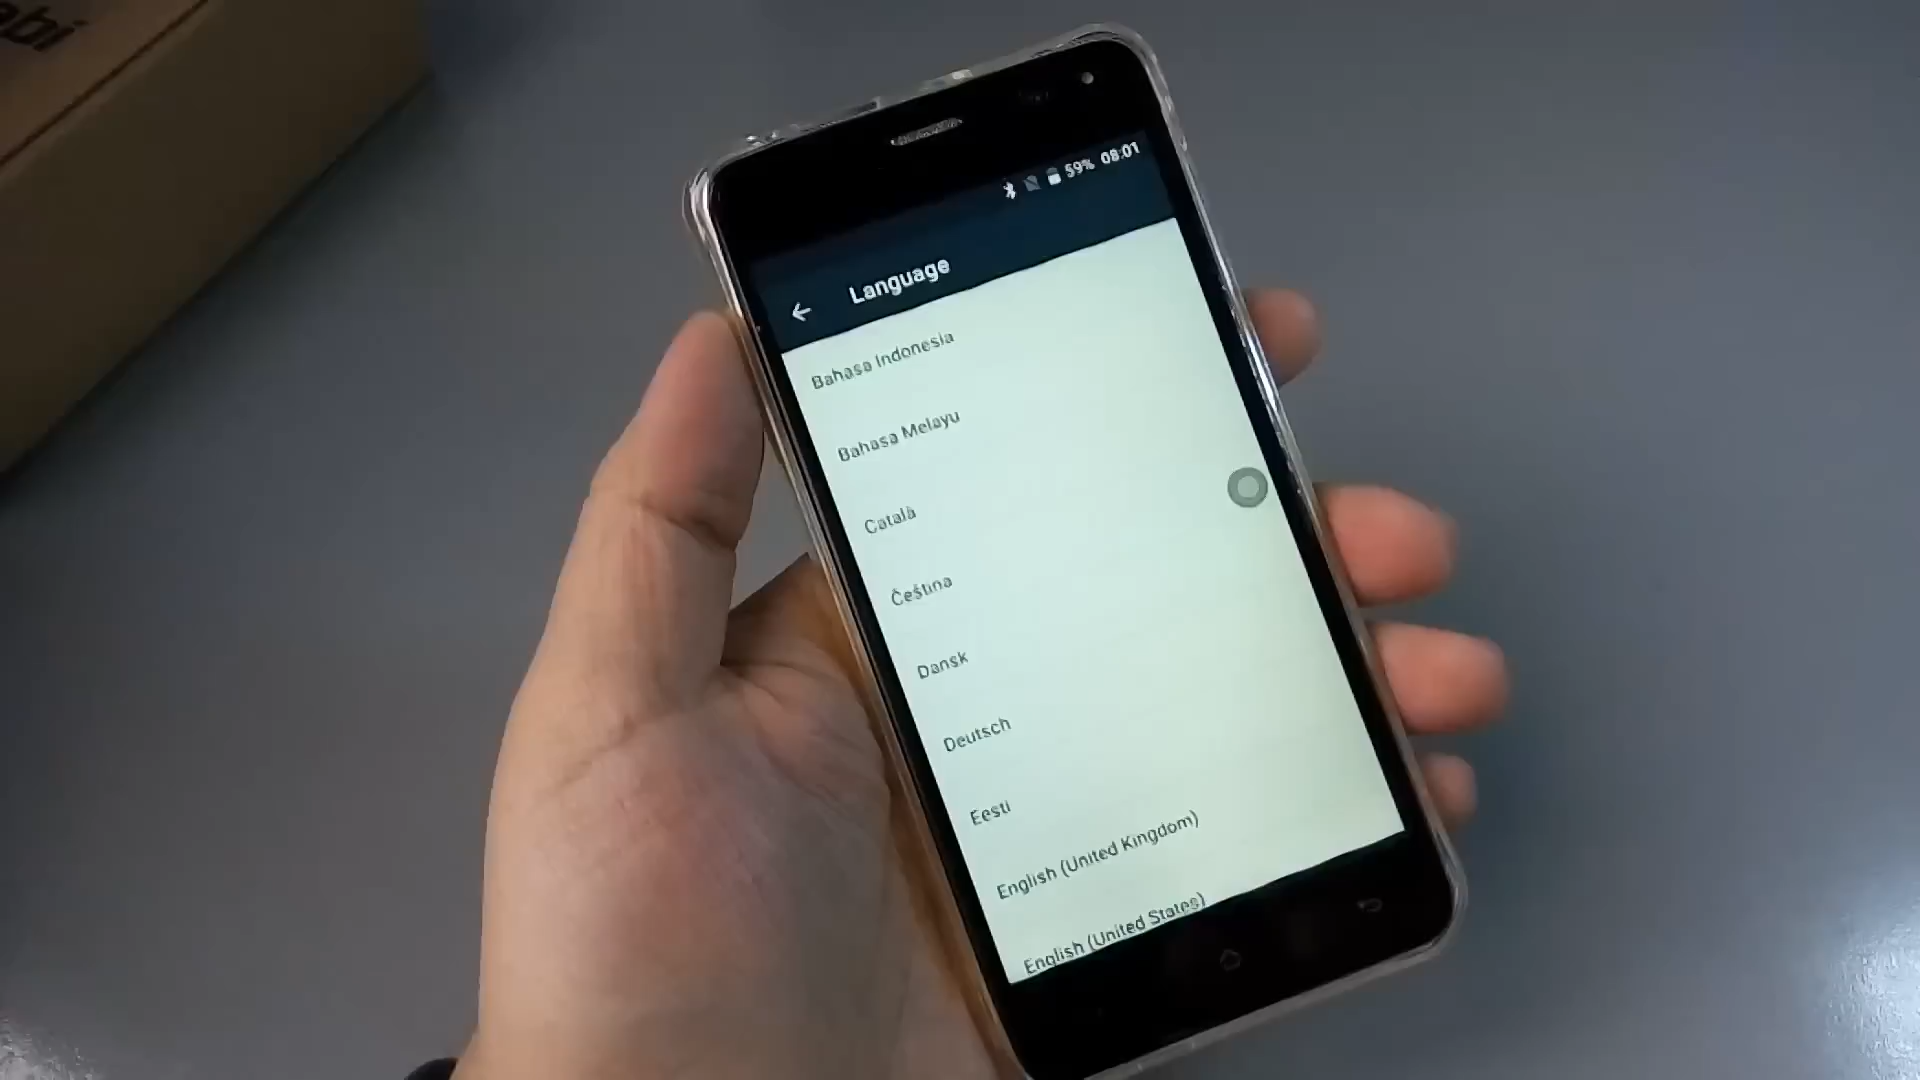 59% 08:01
Language
Bahasa Indonesia
Bahasa Melayu
Català
Čeština
Dansk
Deutsch
Eesti
English (United Kingdom)
English (United States)